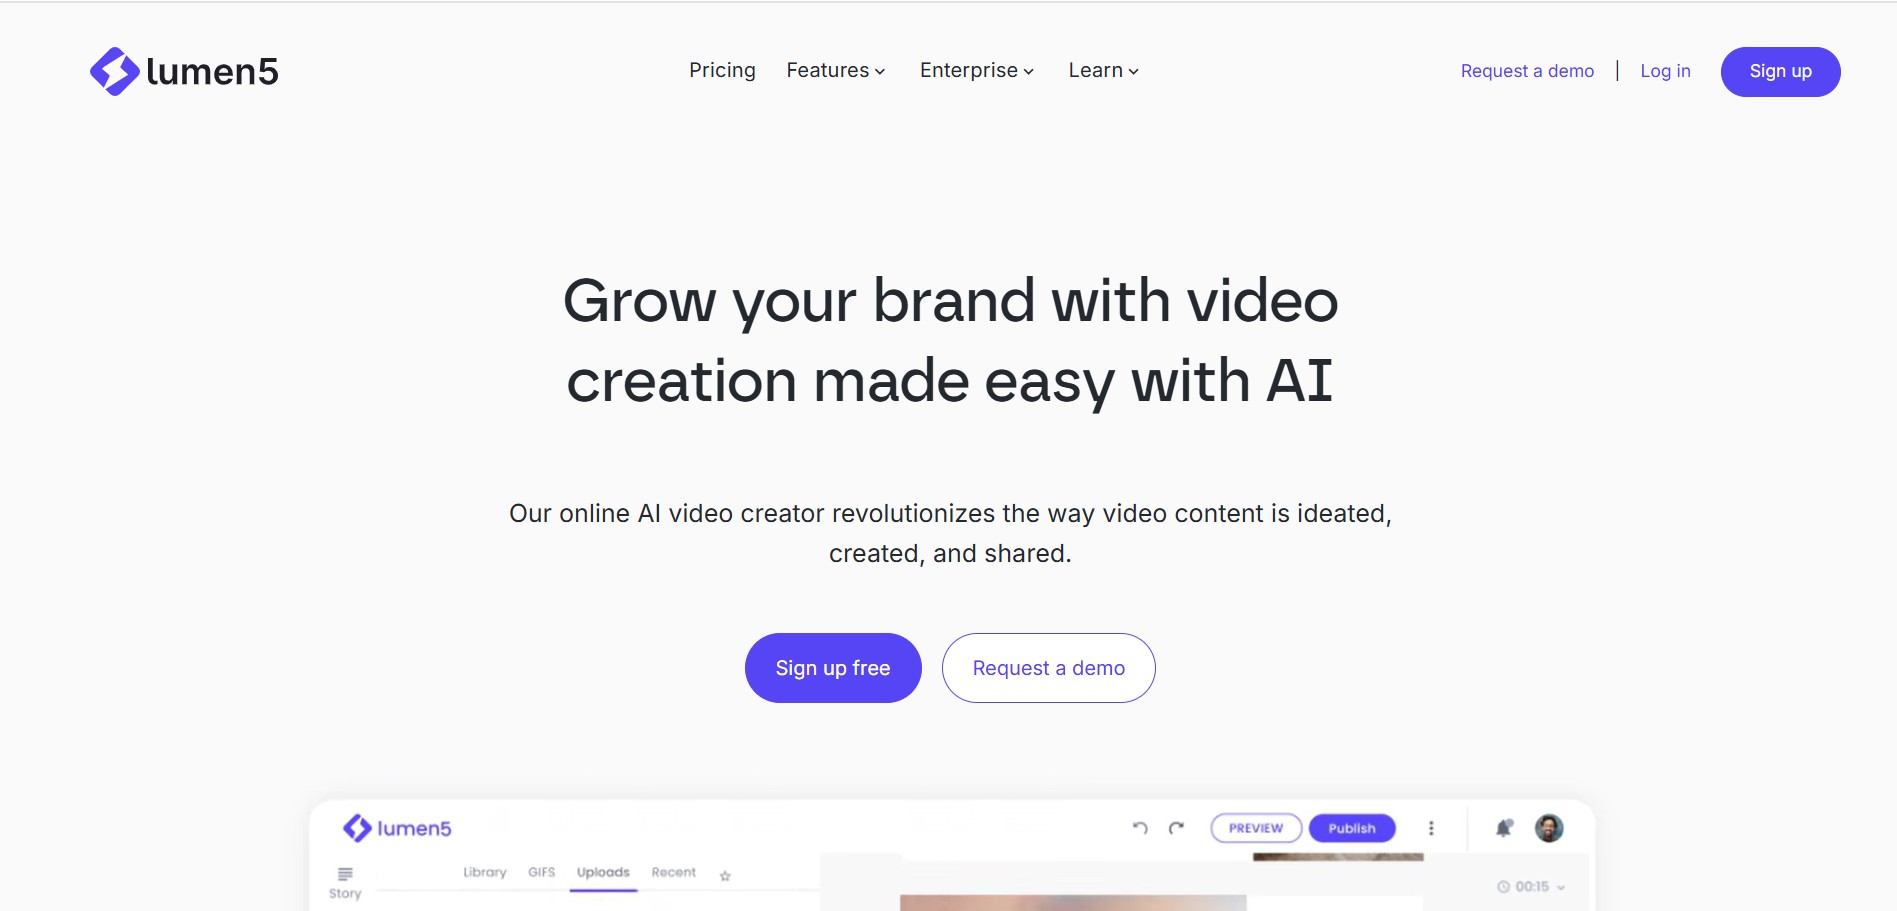 lumen5
Pricing Features Enterprise Learn
Request a demo | Log in Sign up
Grow your brand with video
creation made easy with AI
Our online AI video creator revolutionizes the way video content is ideated,
created, and shared.
Sign up free Request a demo
lumen5 PREVIEW Publish
Story Library GIFS Uploads Recent
00:15